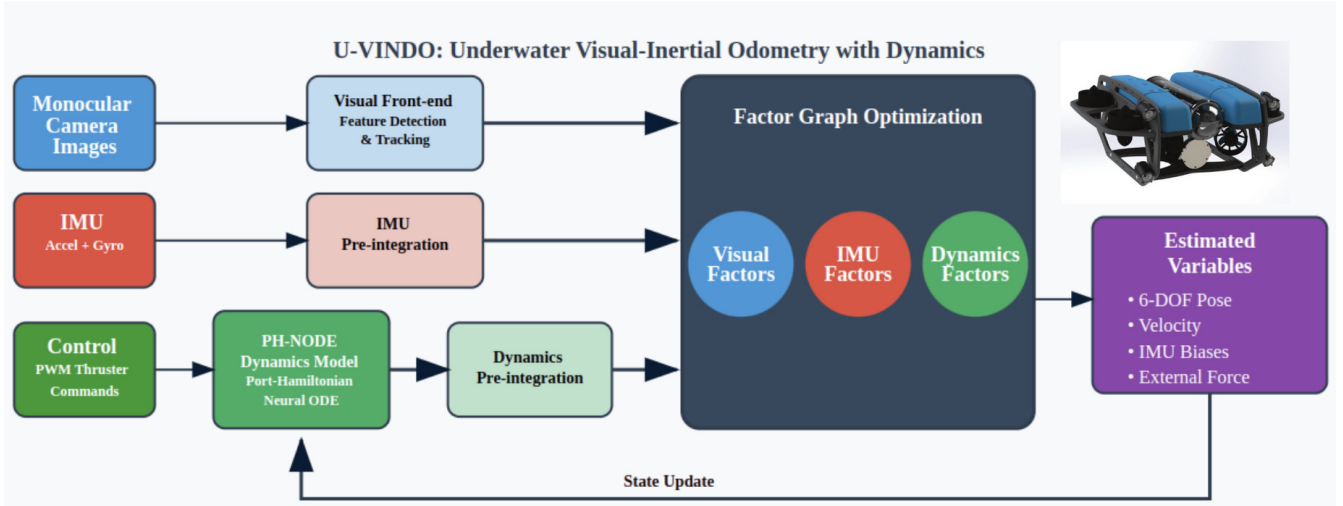 U-VINDO: Underwater Visual-Inertial Odometry with Dynamics
Monocular
Camera
Images
Visual Front-end
Feature Detection
& Tracking
IMU
Accel + Gyro
IMU
Pre-integration
Control
PWM Thruster
Commands
PH-NODE
Dynamics Model
Port-Hamiltonian
Neural ODE
Dynamics
Pre-integration
Factor Graph Optimization
Visual
Factors
IMU
Factors
Dynamics
Factors
Estimated
Variables
• 6-DOF Pose
• Velocity
• IMU Biases
• External Force
State Update